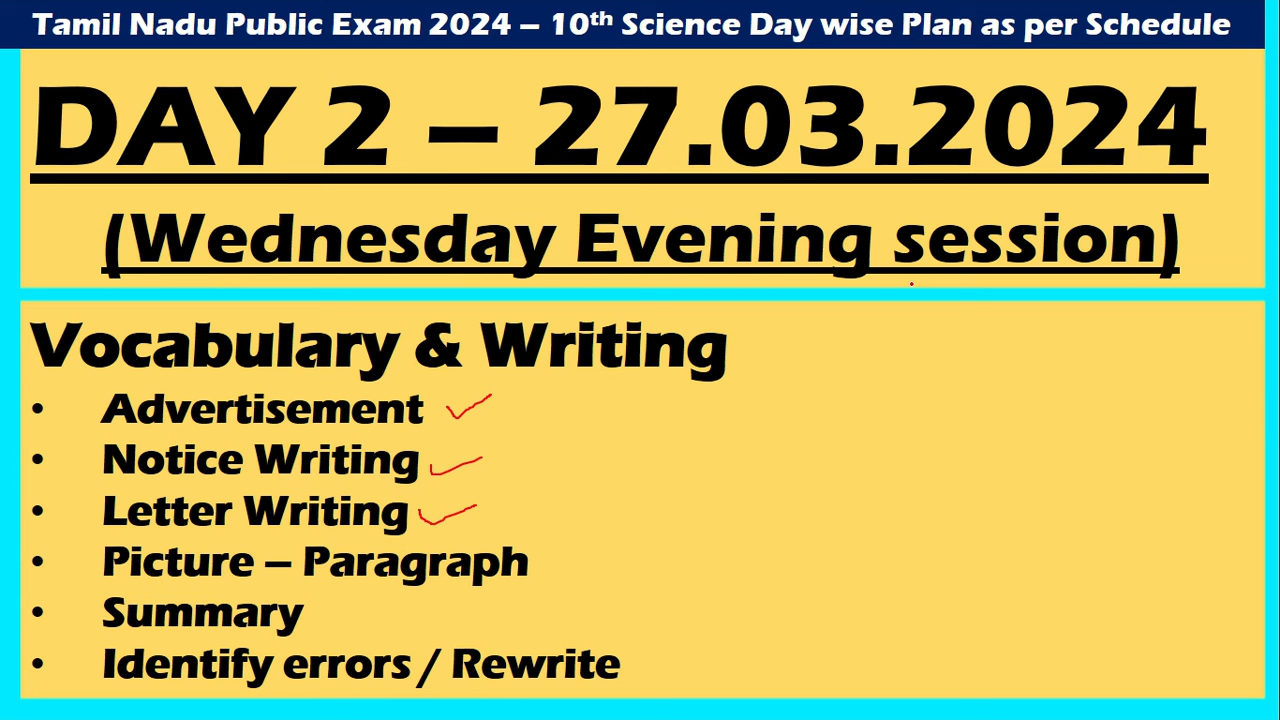 Tamil Nadu Public Exam 2024 – 10th Science Day wise Plan as per Schedule
DAY 2 – 27.03.2024
(Wednesday Evening session)
Vocabulary & Writing
• Advertisement
• Notice Writing
• Letter Writing
• Picture – Paragraph
• Summary
• Identify errors / Rewrite